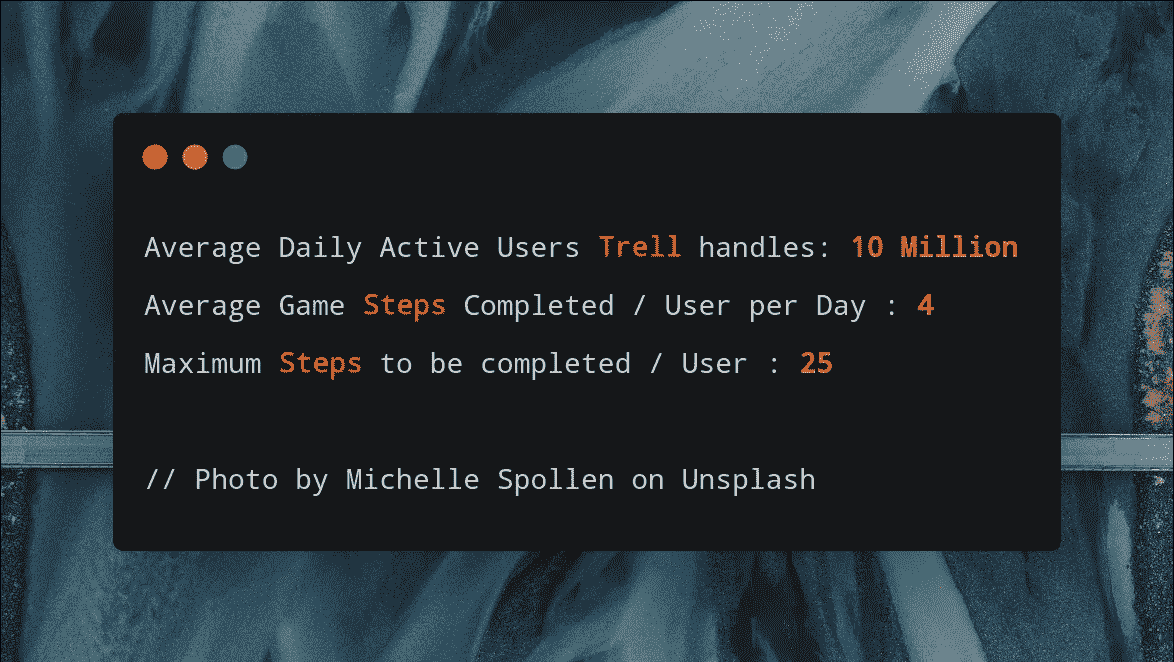 Average Daily Active Users Trell handles: 10 Million
Average Game Steps Completed / User per Day : 4
Maximum Steps to be completed / User : 25
// Photo by Michelle Spollen on Unsplash